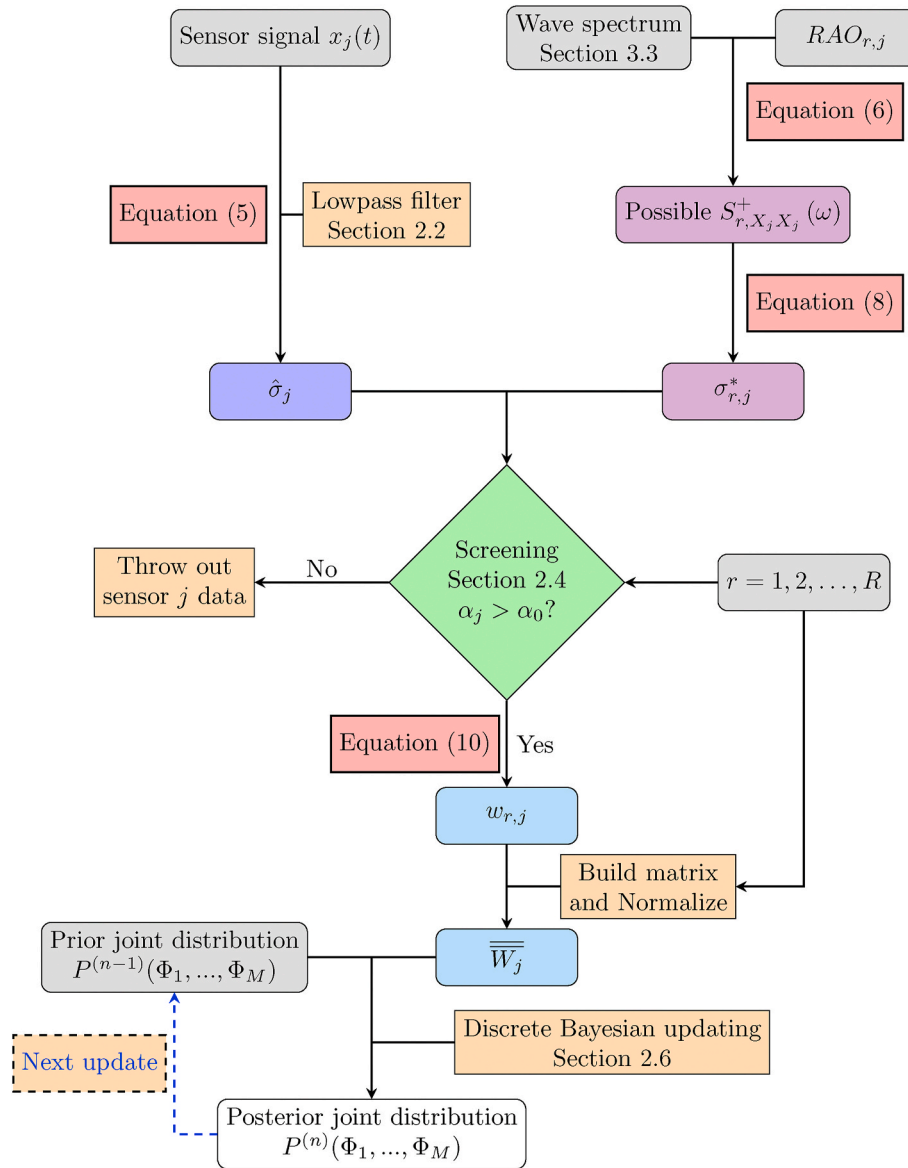 Sensor signal $x_j(t)$
Wave spectrum
Section 3.3
$RAO_{r,j}$
Equation (6)
Equation (5)
Lowpass filter
Section 2.2
Possible $S^+_{r,X_jX_j}(\omega)$
Equation (8)
$\hat{\sigma}_j$
$\sigma^*_{r,j}$
Screening
Section 2.4
$\alpha_j > \alpha_0$?
No
Throw out
sensor $j$ data
$r = 1, 2, \ldots, R$
Equation (10)
Yes
$w_{r,j}$
Build matrix
and Normalize
$\overline{\overline{\overline{W_j}}}$
Prior joint distribution
$P^{(n-1)}(\Phi_1, ..., \Phi_M)$
Discrete Bayesian updating
Section 2.6
Next update
Posterior joint distribution
$P^{(n)}(\Phi_1, ..., \Phi_M)$